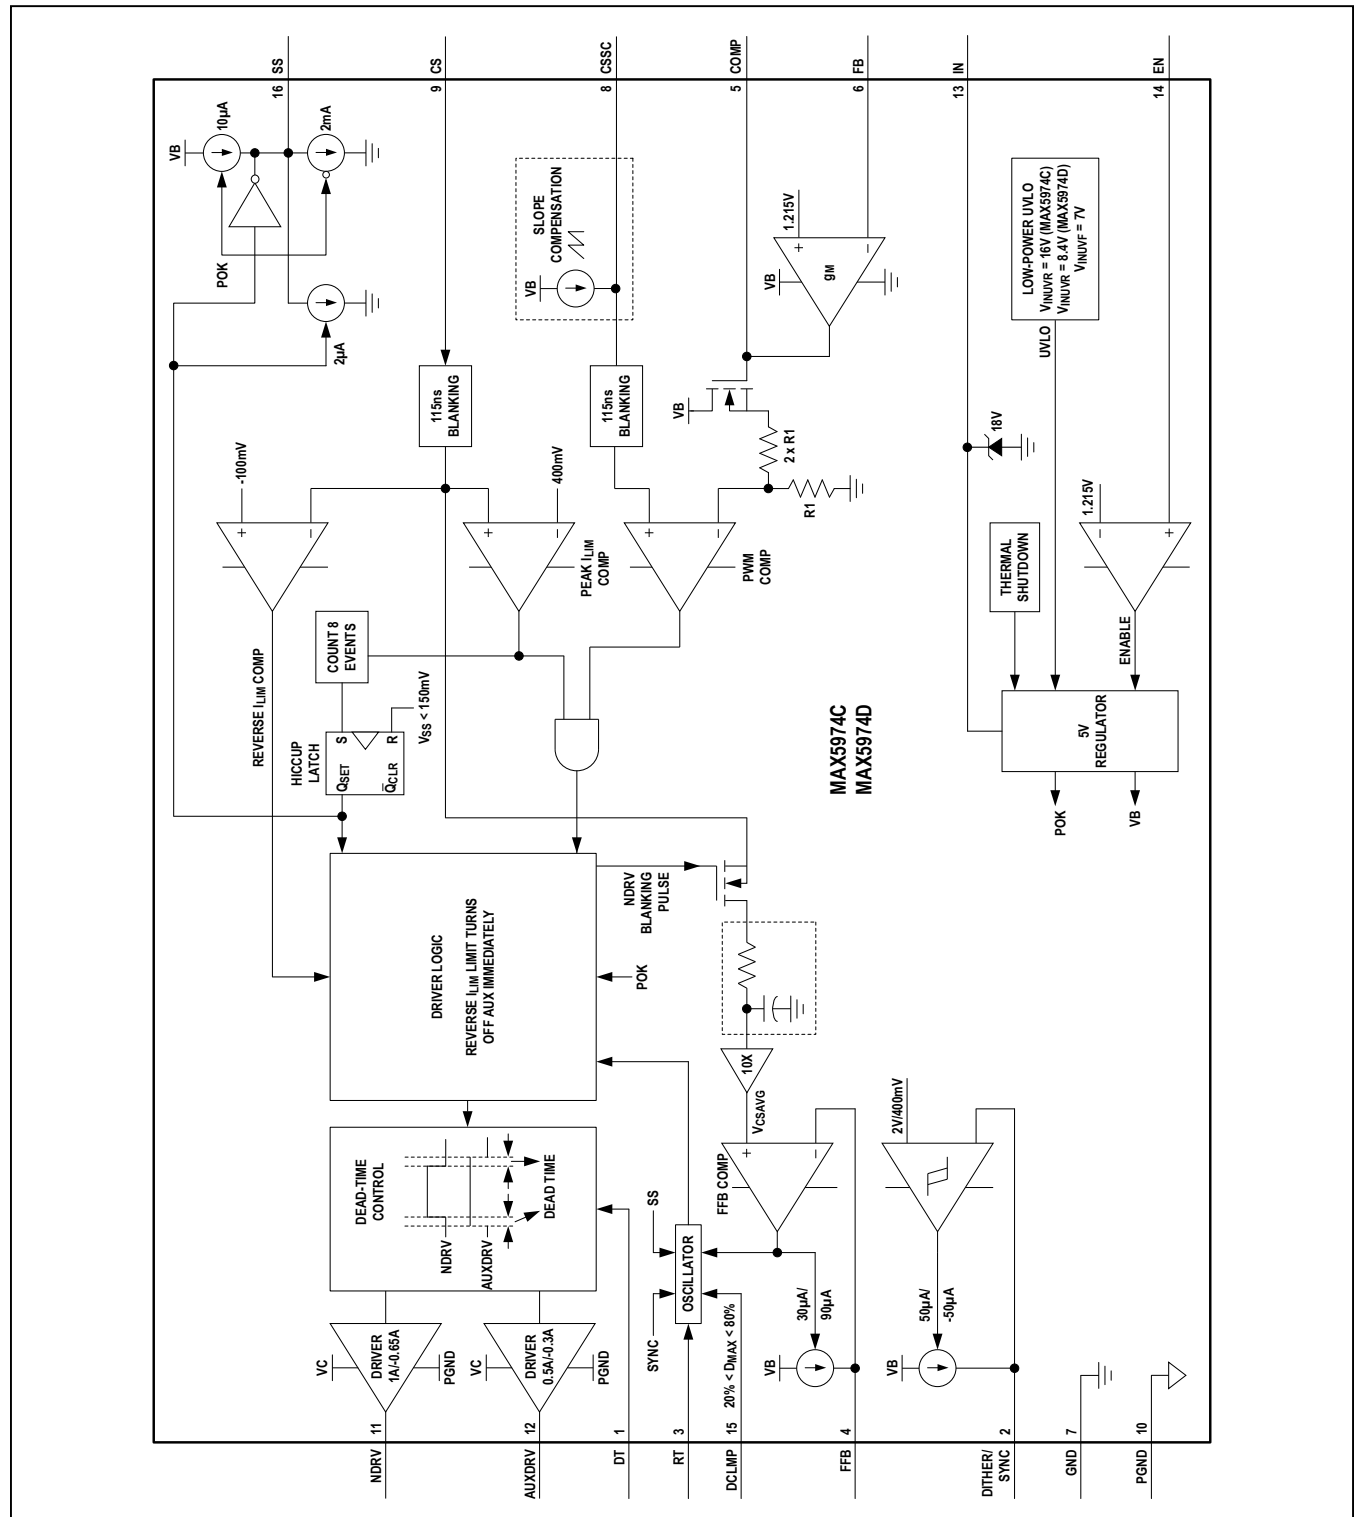 16 SS
9 CS
8 CSSC
5 COMP
6 FB
13 IN
14 EN
VB
10µA
2mA
POK
2µA
SLOPE
COMPENSATION
VB
1.215V
+
−
gM
VB
LOW-POWER UVLO
VINUVR = 16V (MAX5974C)
VINUVR = 8.4V (MAX5974D)
VINUVF = 7V
UVLO
115ns
BLANKING
115ns
BLANKING
VB
2 x R1
R1
18V
-100mV
+
−
400mV
+
−
PEAK ILIM
COMP
+
−
PWM
COMP
1.215V
−
+
THERMAL
SHUTDOWN
ENABLE
REVERSE ILIM COMP
COUNT 8
EVENTS
VSS < 150mV
HICCUP
LATCH
S
R
QSET
Q̅CLR
MAX5974C
MAX5974D
5V
REGULATOR
POK
VB
DRIVER LOGIC
REVERSE ILIM LIMIT TURNS
OFF AUX IMMEDIATELY
NDRV
BLANKING
PULSE
POK
10X
VCSAVG
DEAD-TIME
CONTROL
NDRV
AUXDRV
DEAD TIME
SS
SYNC
OSCILLATOR
FFB COMP
+
−
2V/400mV
30µA/
90µA
50µA/
-50µA
VB
VB
20% < DMAX < 80%
VC
DRIVER
1A/-0.65A
PGND
VC
DRIVER
0.5A/-0.3A
PGND
NDRV 11
AUXDRV 12
DT 1
RT 3
DCLMP 15
FFB 4
DITHER/
SYNC 2
GND 7
PGND 10